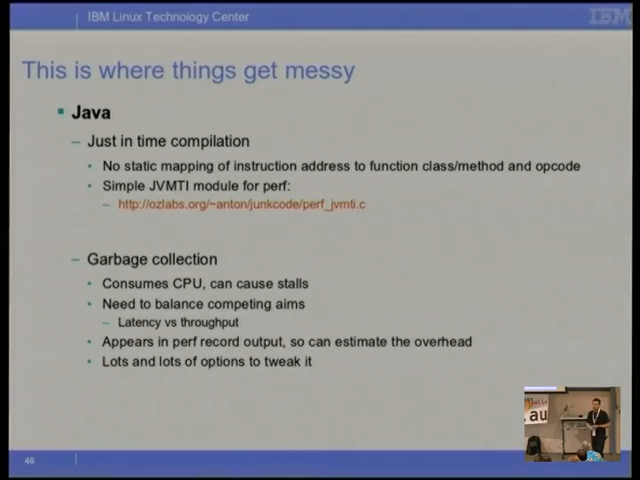 IBM Linux Technology Center
IBM
This is where things get messy
Java
– Just in time compilation
No static mapping of instruction address to function class/method and opcode
Simple JVMTI module for perf:
– http://ozlabs.org/~anton/junkcode/perf_jvmti.c
– Garbage collection
Consumes CPU, can cause stalls
Need to balance competing aims
– Latency vs throughput
Appears in perf record output, so can estimate the overhead
Lots and lots of options to tweak it
.au
40